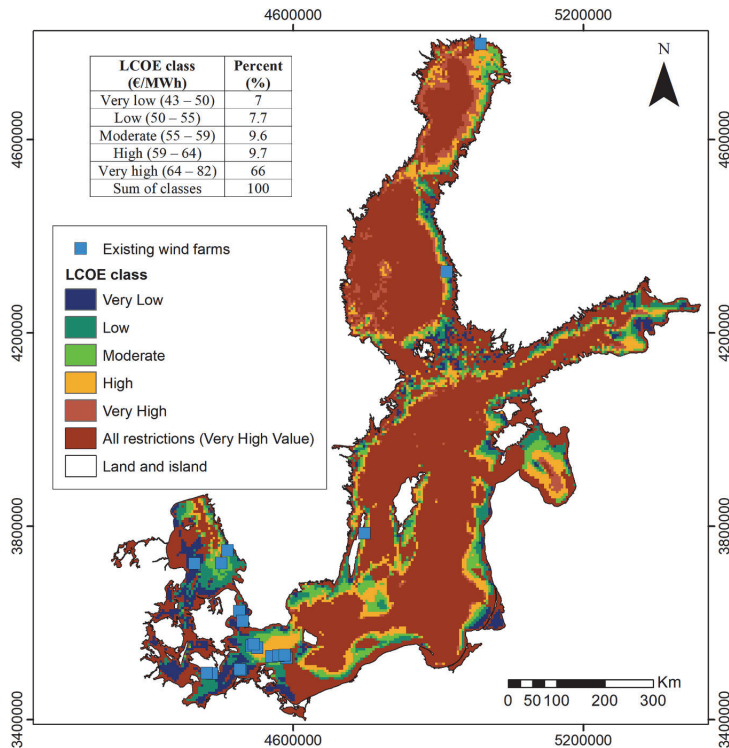 4600000 5200000
LCOE class (€/MWh) Percent (%)
Very low (43 – 50) 7
Low (50 – 55) 7.7
Moderate (55 – 59) 9.6
High (59 – 64) 9.7
Very high (64 – 82) 66
Sum of classes 100
N
4600000 4600000
Existing wind farms
LCOE class
Very Low
Low
Moderate
High
Very High
All restrictions (Very High Value)
Land and island
4200000 4200000
3800000 3800000
Km
0 50 100 200 300
3400000 3400000
4600000 5200000